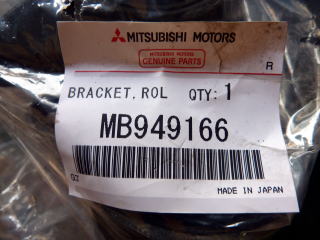 MITSUBISHI MOTORS
MITSUBISHI MOTORS
GENUINE PARTS
R
BRACKET,ROL QTY: 1
MB949166
MADE IN JAPAN